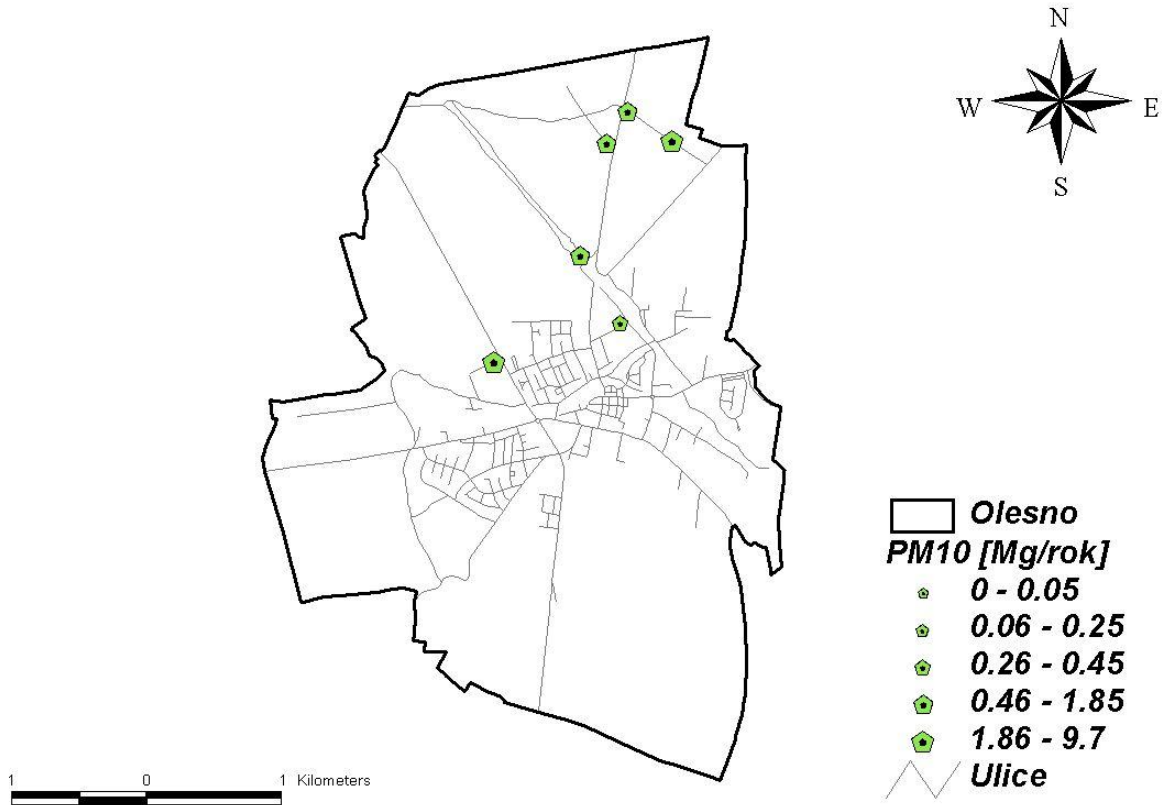 N
W E
S
Olesno
PM10 [Mg/rok]
0 - 0.05
0.06 - 0.25
0.26 - 0.45
0.46 - 1.85
1.86 - 9.7
Ulice
1 0 1 Kilometers